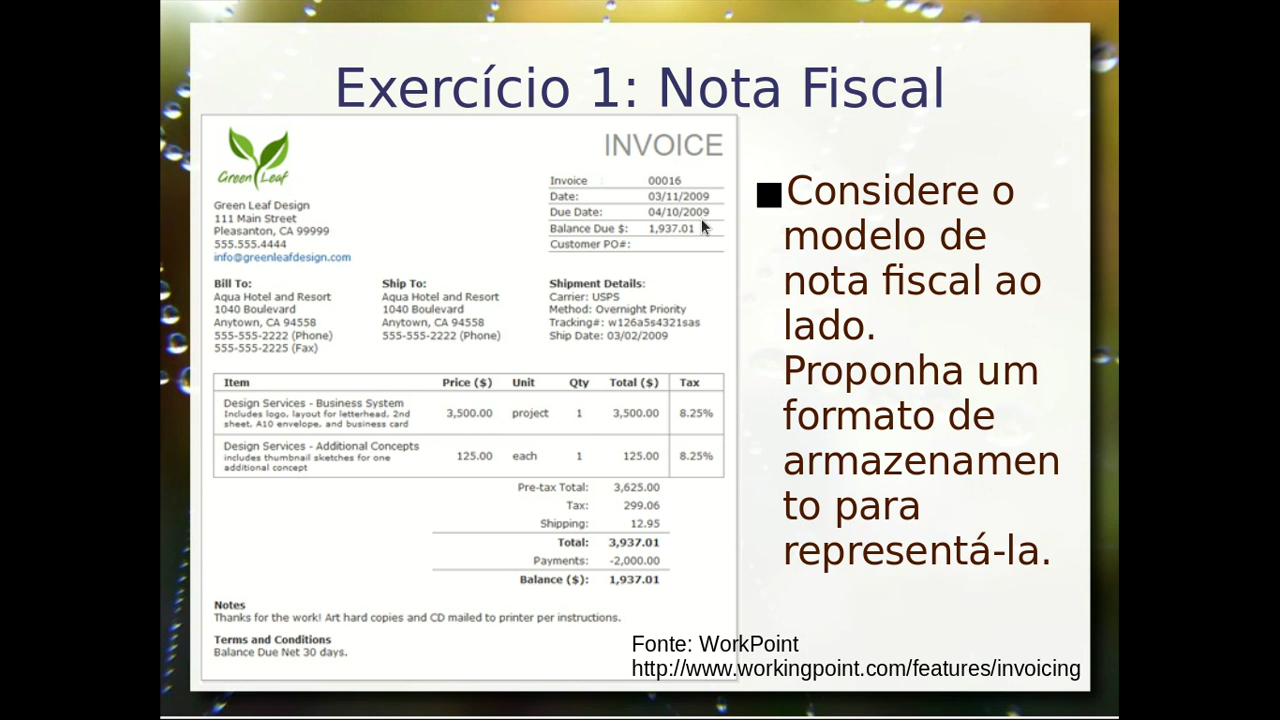 Exercício 1: Nota Fiscal
Green Leaf
INVOICE
Invoice 00016
Date: 03/11/2009
Due Date: 04/10/2009
Balance Due $: 1,937.01
Customer PO#:
Green Leaf Design
111 Main Street
Pleasanton, CA 99999
555.555.4444
info@greenleafdesign.com
Bill To:
Aqua Hotel and Resort
1040 Boulevard
Anytown, CA 94558
555-555-2222 (Phone)
555-555-2225 (Fax)
Ship To:
Aqua Hotel and Resort
1040 Boulevard
Anytown, CA 94558
555-555-2222 (Phone)
Shipment Details:
Carrier: USPS
Method: Overnight Priority
Tracking#: w126a5s4321sas
Ship Date: 03/02/2009
Item Price ($) Unit Qty Total ($) Tax
Design Services - Business System
Includes logo, layout for letterhead, 2nd
sheet, A10 envelope, and business card
3,500.00 project 1 3,500.00 8.25%
Design Services - Additional Concepts
includes thumbnail sketches for one
additional concept
125.00 each 1 125.00 8.25%
Pre-tax Total: 3,625.00
Tax: 299.06
Shipping: 12.95
Total: 3,937.01
Payments: -2,000.00
Balance ($): 1,937.01
Notes
Thanks for the work! Art hard copies and CD mailed to printer per instructions.
Terms and Conditions
Balance Due Net 30 days.
Considere o
modelo de
nota fiscal ao
lado.
Proponha um
formato de
armazenamen
to para
representá-la.
Fonte: WorkPoint
http://www.workingpoint.com/features/invoicing